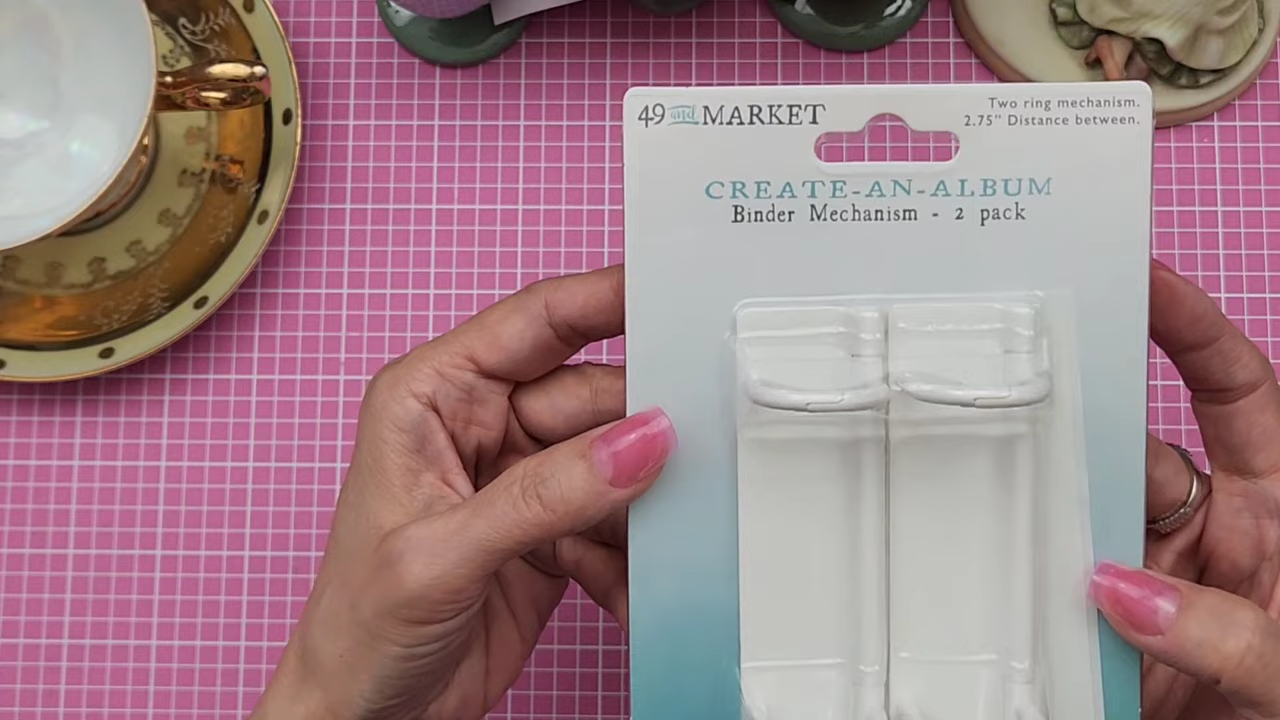 49 and MARKET
Two ring mechanism.
2.75" Distance between.
CREATE-AN-ALBUM
Binder Mechanism - 2 pack